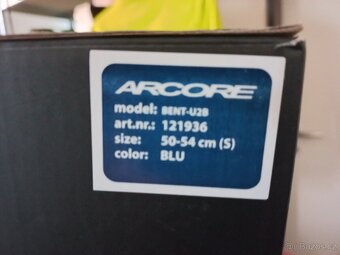 ARCORE
model: BENT-U2B
art.nr.: 121936
size: 50-54 cm (S)
color: BLU